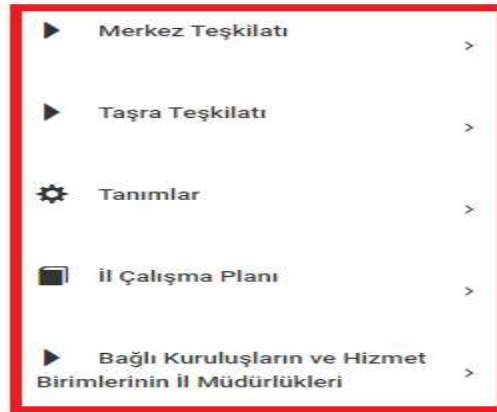 Merkez Teşkilatı
Taşra Teşkilatı
Tanımlar
İl Çalışma Planı
Bağlı Kuruluşların ve Hizmet
Birimlerinin İl Müdürlükleri